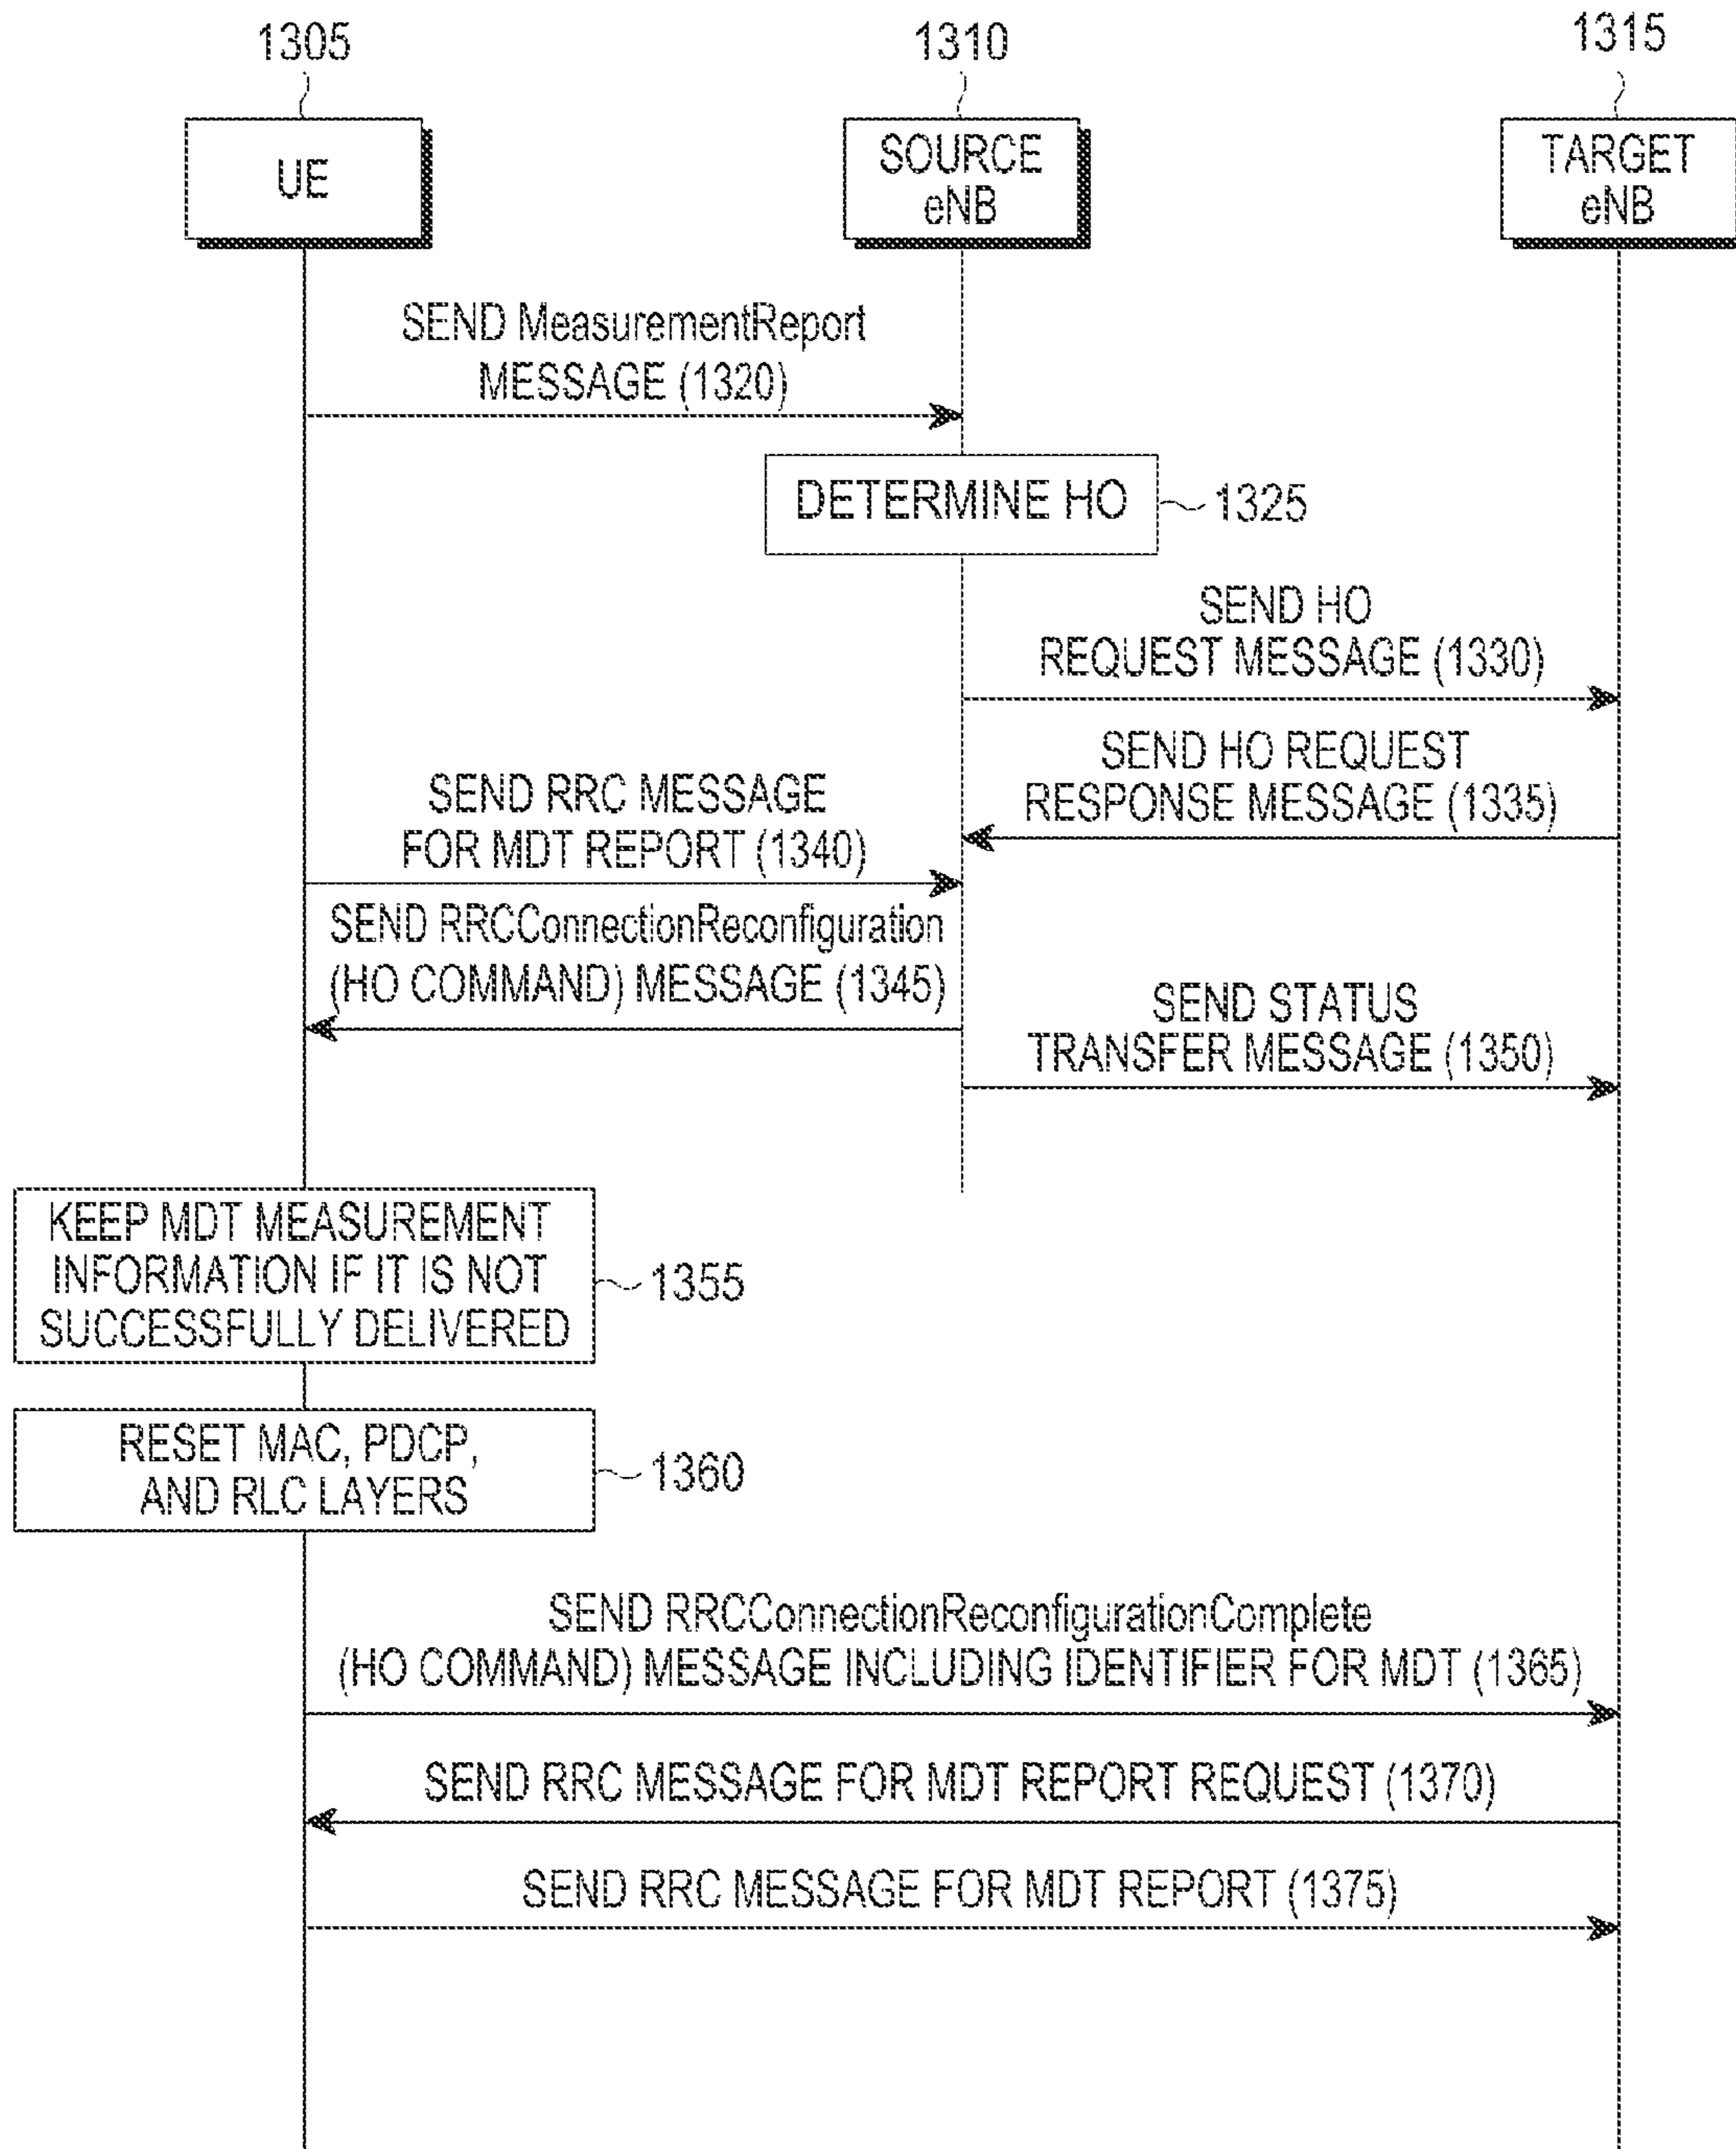 1305
1310
1315
UE
SOURCE
eNB
TARGET
eNB
SEND MeasurementReport
MESSAGE (1320)
DETERMINE HO
1325
SEND HO
REQUEST MESSAGE (1330)
SEND HO REQUEST
RESPONSE MESSAGE (1335)
SEND RRC MESSAGE
FOR MDT REPORT (1340)
SEND RRCConnectionReconfiguration
(HO COMMAND) MESSAGE (1345)
SEND STATUS
TRANSFER MESSAGE (1350)
KEEP MDT MEASUREMENT
INFORMATION IF IT IS NOT
SUCCESSFULLY DELIVERED
1355
RESET MAC, PDCP,
AND RLC LAYERS
1360
SEND RRCConnectionReconfigurationComplete
(HO COMMAND) MESSAGE INCLUDING IDENTIFIER FOR MDT (1365)
SEND RRC MESSAGE FOR MDT REPORT REQUEST (1370)
SEND RRC MESSAGE FOR MDT REPORT (1375)